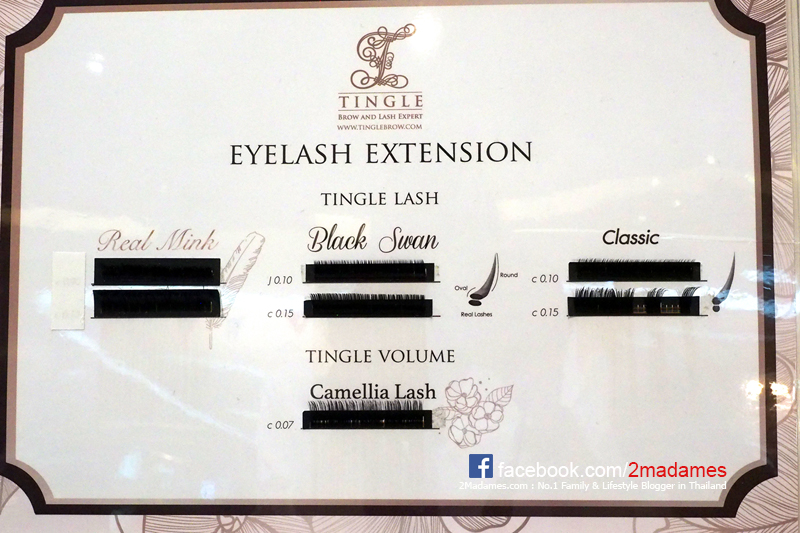 TINGLE
BROW AND LASH EXPERT
WWW.TINGLEBROW.COM
EYELASH EXTENSION
TINGLE LASH
Real Mink
Black Swan
Classic
J 0.10
c 0.15
Oval
Round
Real Lashes
c 0.10
c 0.15
TINGLE VOLUME
Camellia Lash
c 0.07
facebook.com/2madames
2Madames.com : No.1 Family & Lifestyle Blogger in Thailand